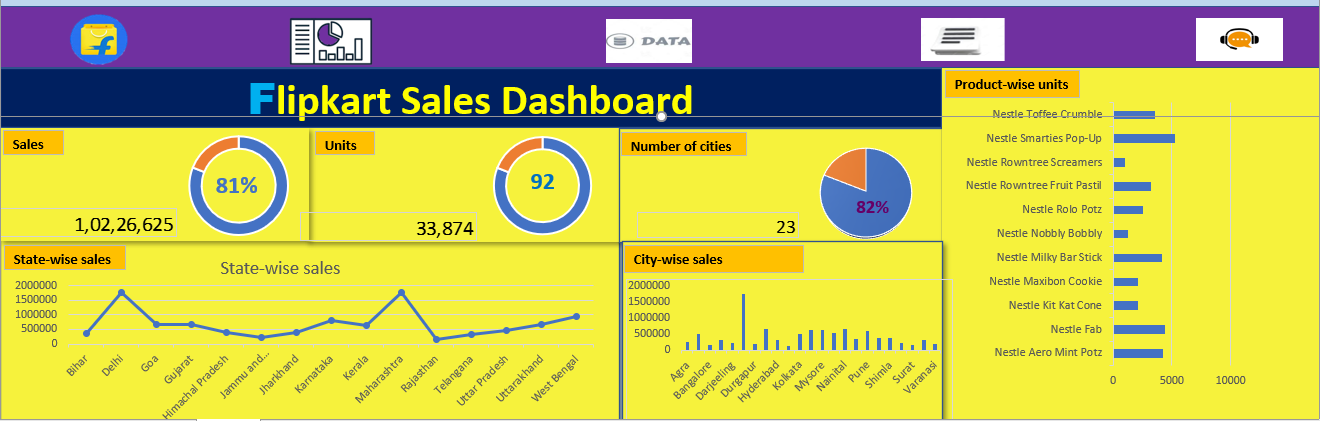 f
DATA
Flipkart Sales Dashboard
Sales
81%
1,02,26,625
Units
92
33,874
Number of cities
82%
23
Product-wise units
Nestle Toffee Crumble
Nestle Smarties Pop-Up
Nestle Rowntree Screamers
Nestle Rowntree Fruit Pastil
Nestle Rolo Potz
Nestle Nobbly Bobbly
Nestle Milky Bar Stick
Nestle Maxibon Cookie
Nestle Kit Kat Cone
Nestle Fab
Nestle Aero Mint Potz
0 5000 10000
State-wise sales
State-wise sales
2000000
1500000
1000000
500000
0
Bihar
Delhi
Goa
Gujarat
Himachal Pradesh
Jammu and...
Jharkhand
Karnataka
Kerala
Maharashtra
Rajasthan
Telangana
Uttar Pradesh
Uttarakhand
West Bengal
City-wise sales
2000000
1500000
1000000
500000
0
Agra
Bangalore
Darjeeling
Durgapur
Hyderabad
Kolkata
Mysore
Nainital
Pune
Shimla
Surat
Varanasi